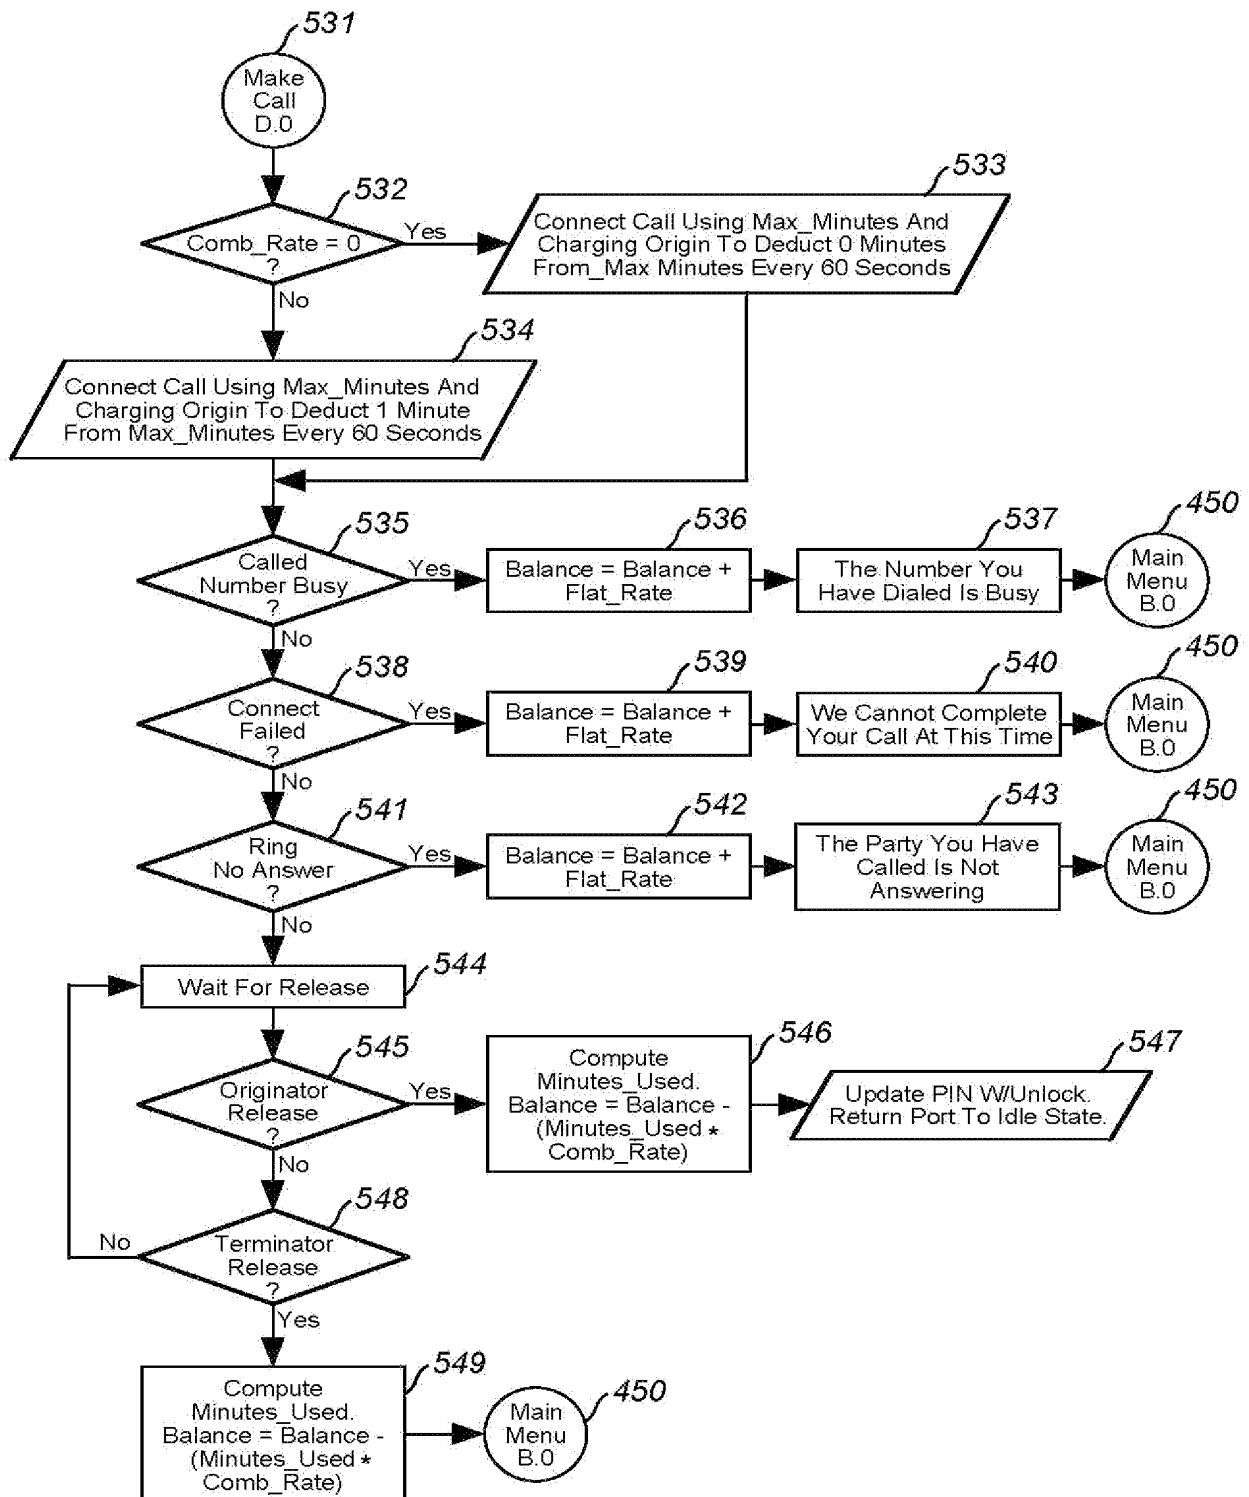 531
Make
Call
D.0
532
Comb_Rate = 0
?
Yes
No
533
Connect Call Using Max_Minutes And
Charging Origin To Deduct 0 Minutes
From_Max Minutes Every 60 Seconds
534
Connect Call Using Max_Minutes And
Charging Origin To Deduct 1 Minute
From Max_Minutes Every 60 Seconds
535
Called
Number Busy
?
Yes
No
536
Balance = Balance +
Flat_Rate
537
The Number You
Have Dialed Is Busy
450
Main
Menu
B.0
538
Connect
Failed
?
Yes
No
539
Balance = Balance +
Flat_Rate
540
We Cannot Complete
Your Call At This Time
450
Main
Menu
B.0
541
Ring
No Answer
?
Yes
No
542
Balance = Balance +
Flat_Rate
543
The Party You Have
Called Is Not
Answering
450
Main
Menu
B.0
544
Wait For Release
545
Originator
Release
?
Yes
No
546
Compute
Minutes_Used.
Balance = Balance -
(Minutes_Used *
Comb_Rate)
547
Update PIN W/Unlock.
Return Port To Idle State.
548
Terminator
Release
?
No
Yes
549
Compute
Minutes_Used.
Balance = Balance -
(Minutes_Used *
Comb_Rate)
450
Main
Menu
B.0